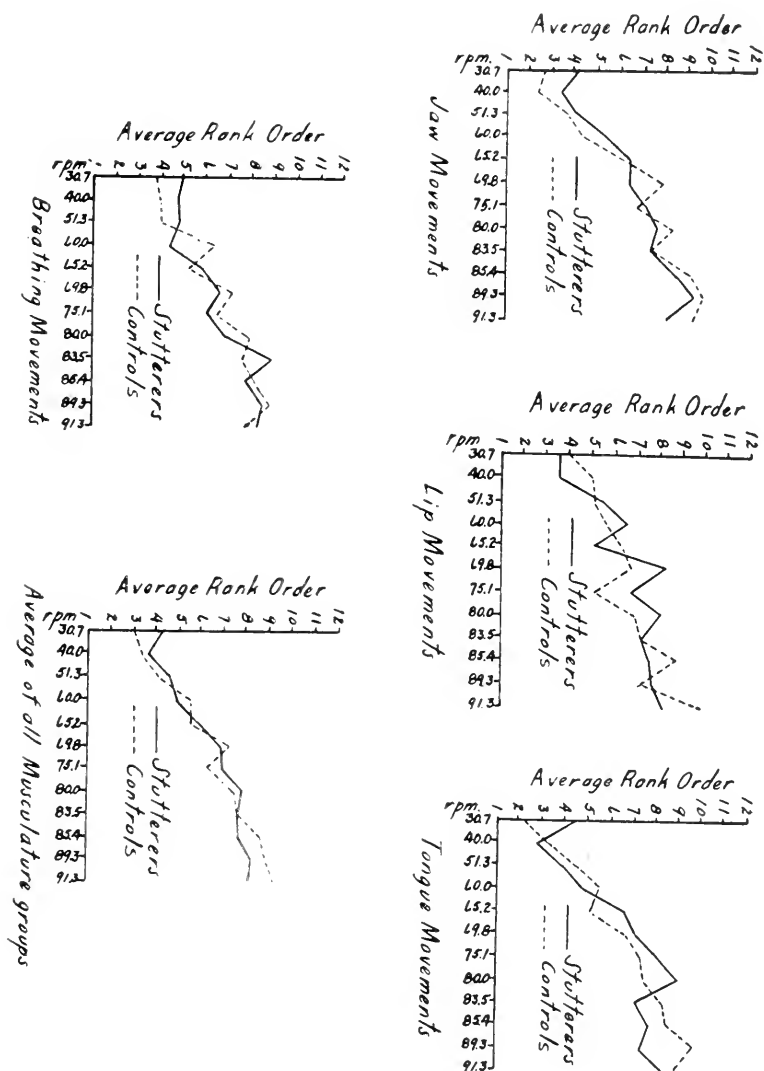 Average Rank Order
1 2 3 4 5 6 7 8 9 10 11 12
rpm.
30.7 40.0 51.3 60.0 65.2 69.8 75.1 80.0 83.5 85.4 89.3 91.3
Stutterers
Controls
Jaw Movements
Average Rank Order
1 2 3 4 5 6 7 8 9 10 11 12
rpm.
30.7 40.0 51.3 60.0 65.2 69.8 75.1 80.0 83.5 85.4 89.3 91.3
Stutterers
Controls
Lip Movements
Average Rank Order
1 2 3 4 5 6 7 8 9 10 11 12
rpm.
30.7 40.0 51.3 60.0 65.2 69.8 75.1 80.0 83.5 85.4 89.3 91.3
Stutterers
Controls
Tongue Movements
Average Rank Order
1 2 3 4 5 6 7 8 9 10 11 12
rpm.
30.7 40.0 51.3 60.0 65.2 69.8 75.1 80.0 83.5 85.4 89.3 91.3
Stutterers
Controls
Breathing Movements
Average Rank Order
1 2 3 4 5 6 7 8 9 10 11 12
rpm.
30.7 40.0 51.3 60.0 65.2 69.8 75.1 80.0 83.5 85.4 89.3 91.3
Stutterers
Controls
Average of all Musculature groups